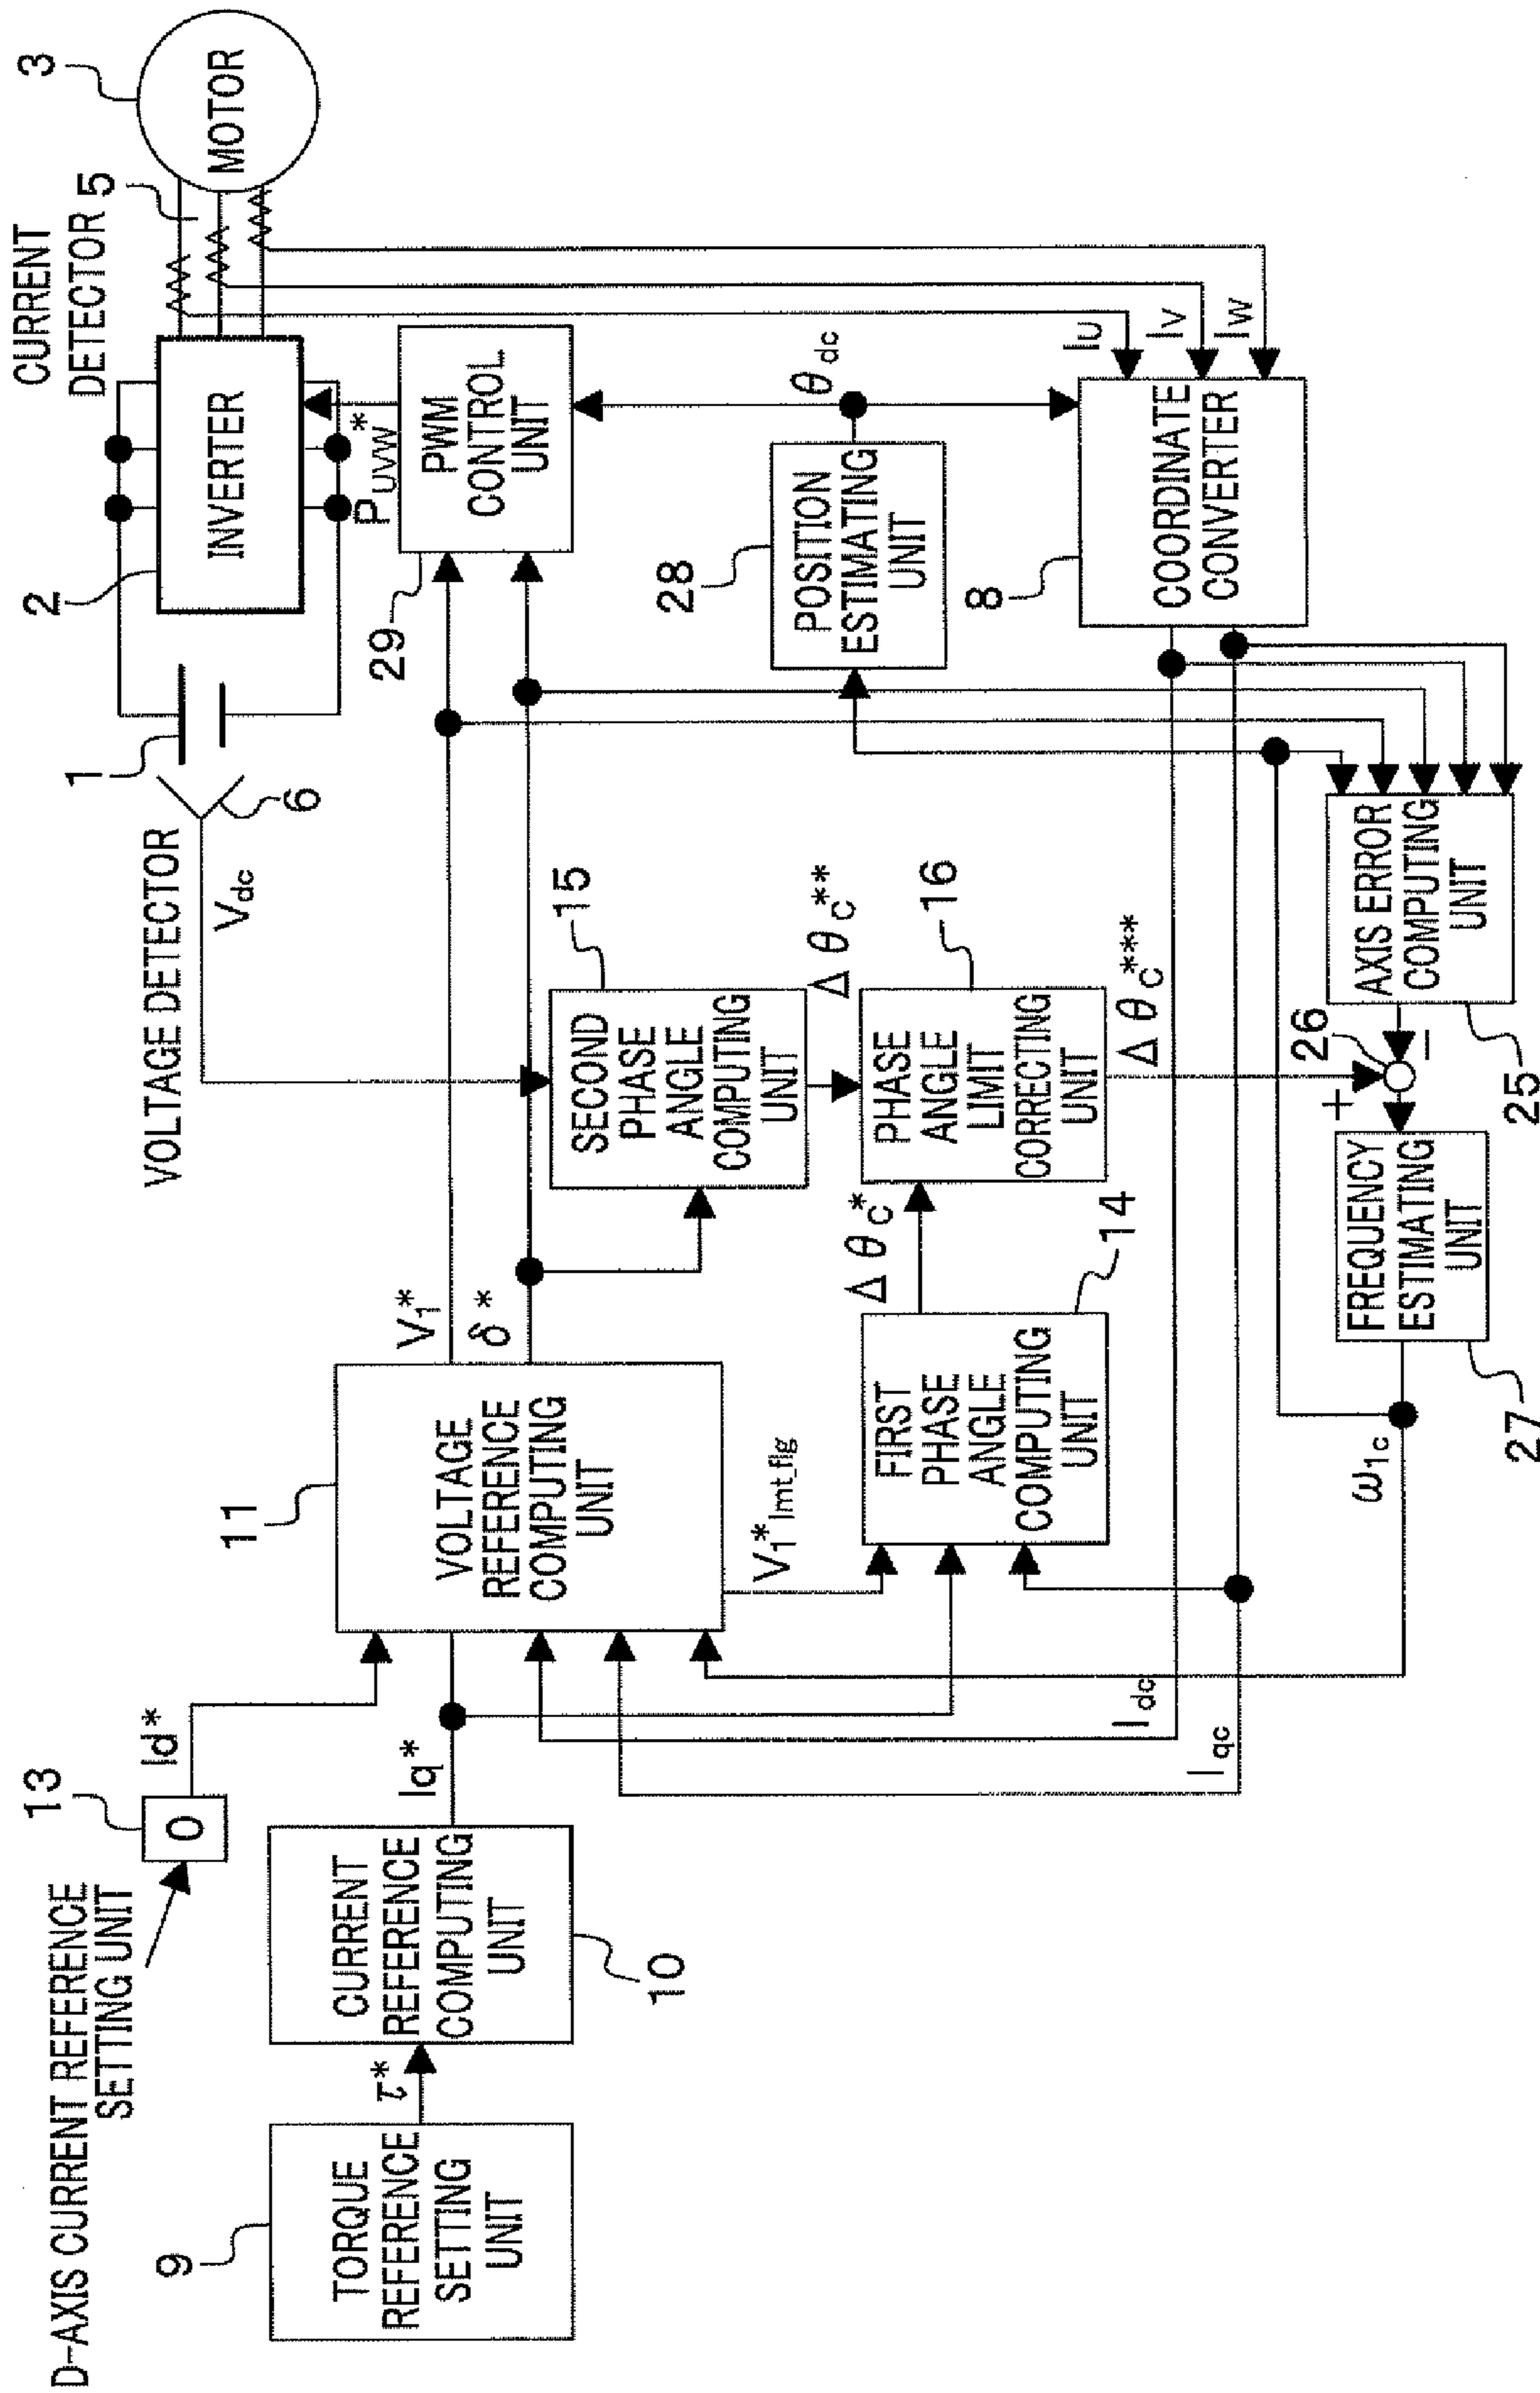 D-AXIS CURRENT REFERENCE
SETTING UNIT
13
0
Id*
9
TORQUE
REFERENCE
SETTING
UNIT
τ*
CURRENT
REFERENCE
COMPUTING
UNIT
10
Iq*
11
VOLTAGE
REFERENCE
COMPUTING
UNIT
V1*
δ*
V1*lmt_flg
Idc
Iqc
FIRST
PHASE
ANGLE
COMPUTING
UNIT
14
Δθc*
VOLTAGE DETECTOR
Vdc
6
SECOND
PHASE
ANGLE
COMPUTING
UNIT
15
Δθc**
PHASE
ANGLE
LIMIT
CORRECTING
UNIT
16
Δθc***
ω1c
FREQUENCY
ESTIMATING
UNIT
27
26
+
−
AXIS ERROR
COMPUTING
UNIT
25
1
2
INVERTER
CURRENT
DETECTOR 5
3
MOTOR
PUVW*
PWM
CONTROL
UNIT
29
θdc
POSITION
ESTIMATING
UNIT
28
COORDINATE
CONVERTER
8
IU
IV
IW